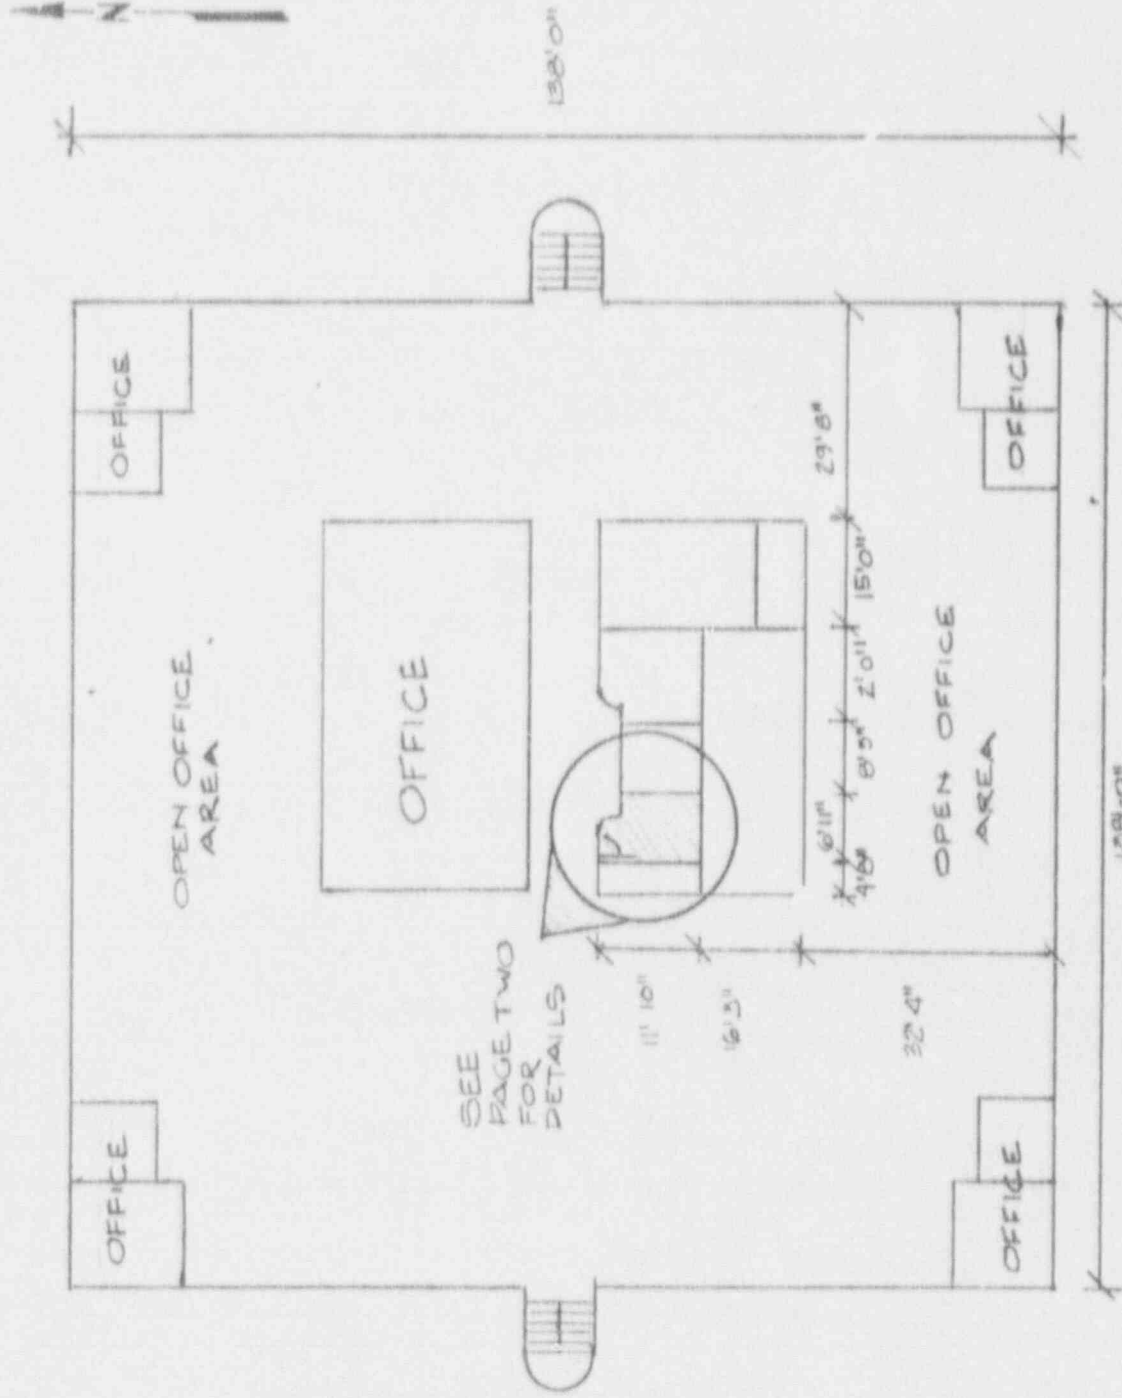 N
138'0"
OFFICE
OFFICE
OPEN OFFICE
AREA
OFFICE
29'8"
15'0"
2'0"
8'3"
6'11"
4'8"
OPEN OFFICE
AREA
SEE
PAGE TWO
FOR
DETAILS
11' 10"
16'3"
32' 4"
OFFICE
OFFICE